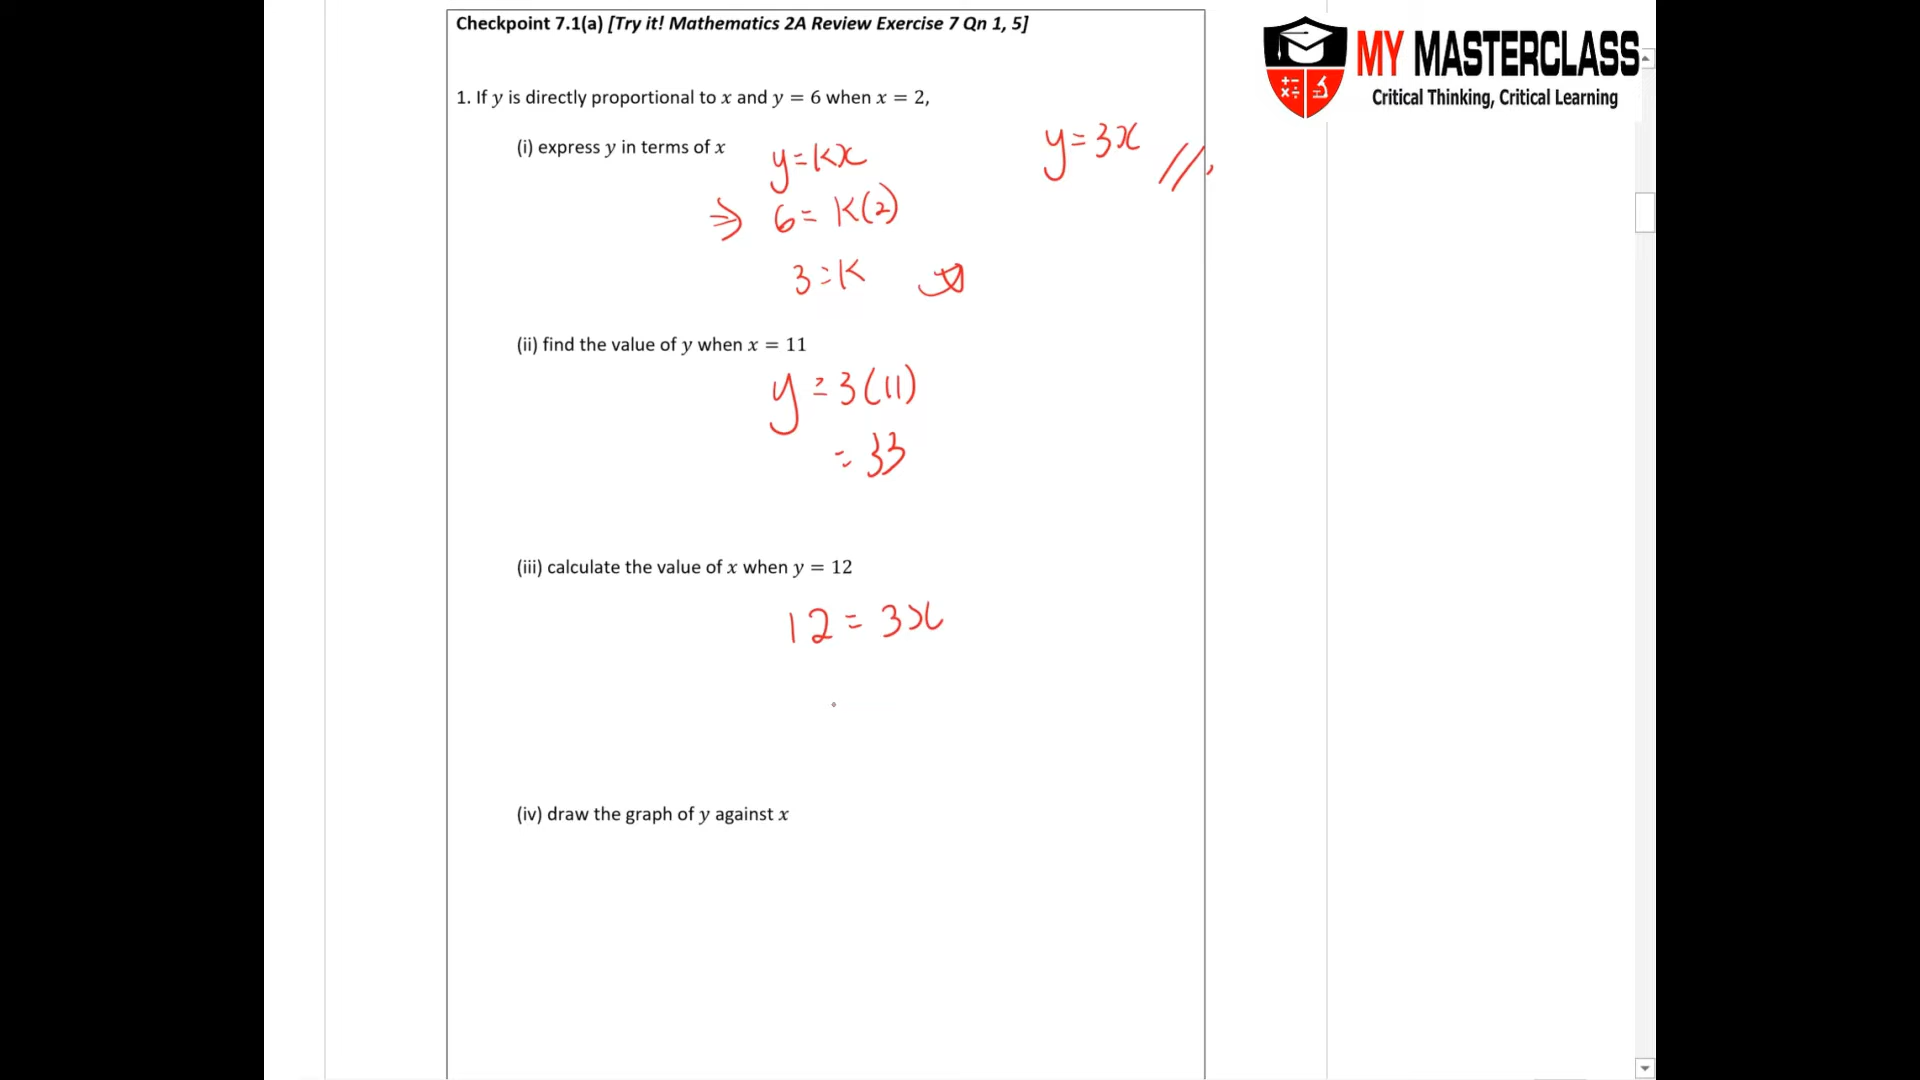 Checkpoint 7.1(a) [Try it! Mathematics 2A Review Exercise 7 Qn 1, 5]
MY MASTERCLASS
Critical Thinking, Critical Learning
1. If y is directly proportional to x and y = 6 when x = 2,
(i) express y in terms of x
y = kx
y = 3x
⇒ 6 = k(2)
3 = k
(ii) find the value of y when x = 11
y = 3(11)
= 33
(iii) calculate the value of x when y = 12
12 = 3x
(iv) draw the graph of y against x